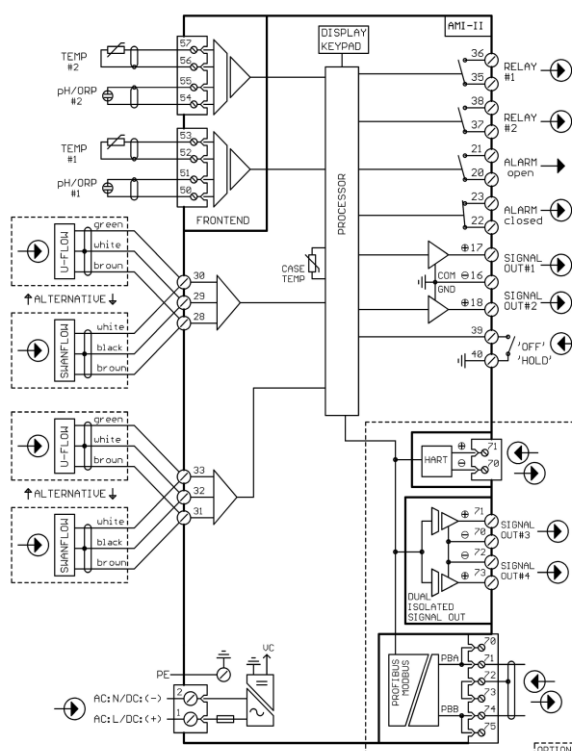 AMI-II
DISPLAY
KEYPAD
TEMP
#2
57
56
pH/ORP
#2
55
54
TEMP
#1
53
52
pH/ORP
#1
51
50
FRONTEND
PROCESSOR
CASE
TEMP
36
35
RELAY
#1
38
37
RELAY
#2
21
20
ALARM
open
23
22
ALARM
closed
⊕17
SIGNAL
OUT#1
COM ⊖16
GND
⊕18
SIGNAL
OUT#2
39
40
'OFF'
'HOLD'
U-FLOW
green
white
brown
↑ALTERNATIVE↓
SWANFLOW
white
black
brown
30
29
28
U-FLOW
green
white
brown
↑ALTERNATIVE↓
SWANFLOW
white
black
brown
33
32
31
HART
⊕ 71
⊖ 70
⊕ 71
⊖ 70
SIGNAL
OUT#3
⊖ 72
⊕ 73
SIGNAL
OUT#4
DUAL
ISOLATED
SIGNAL OUT
PROFIBUS
MODBUS
PBA
PBB
70
71
72
73
74
75
PE
VC
AC:N/DC:(-) 2
AC:L/DC:(+) 1
OPTION